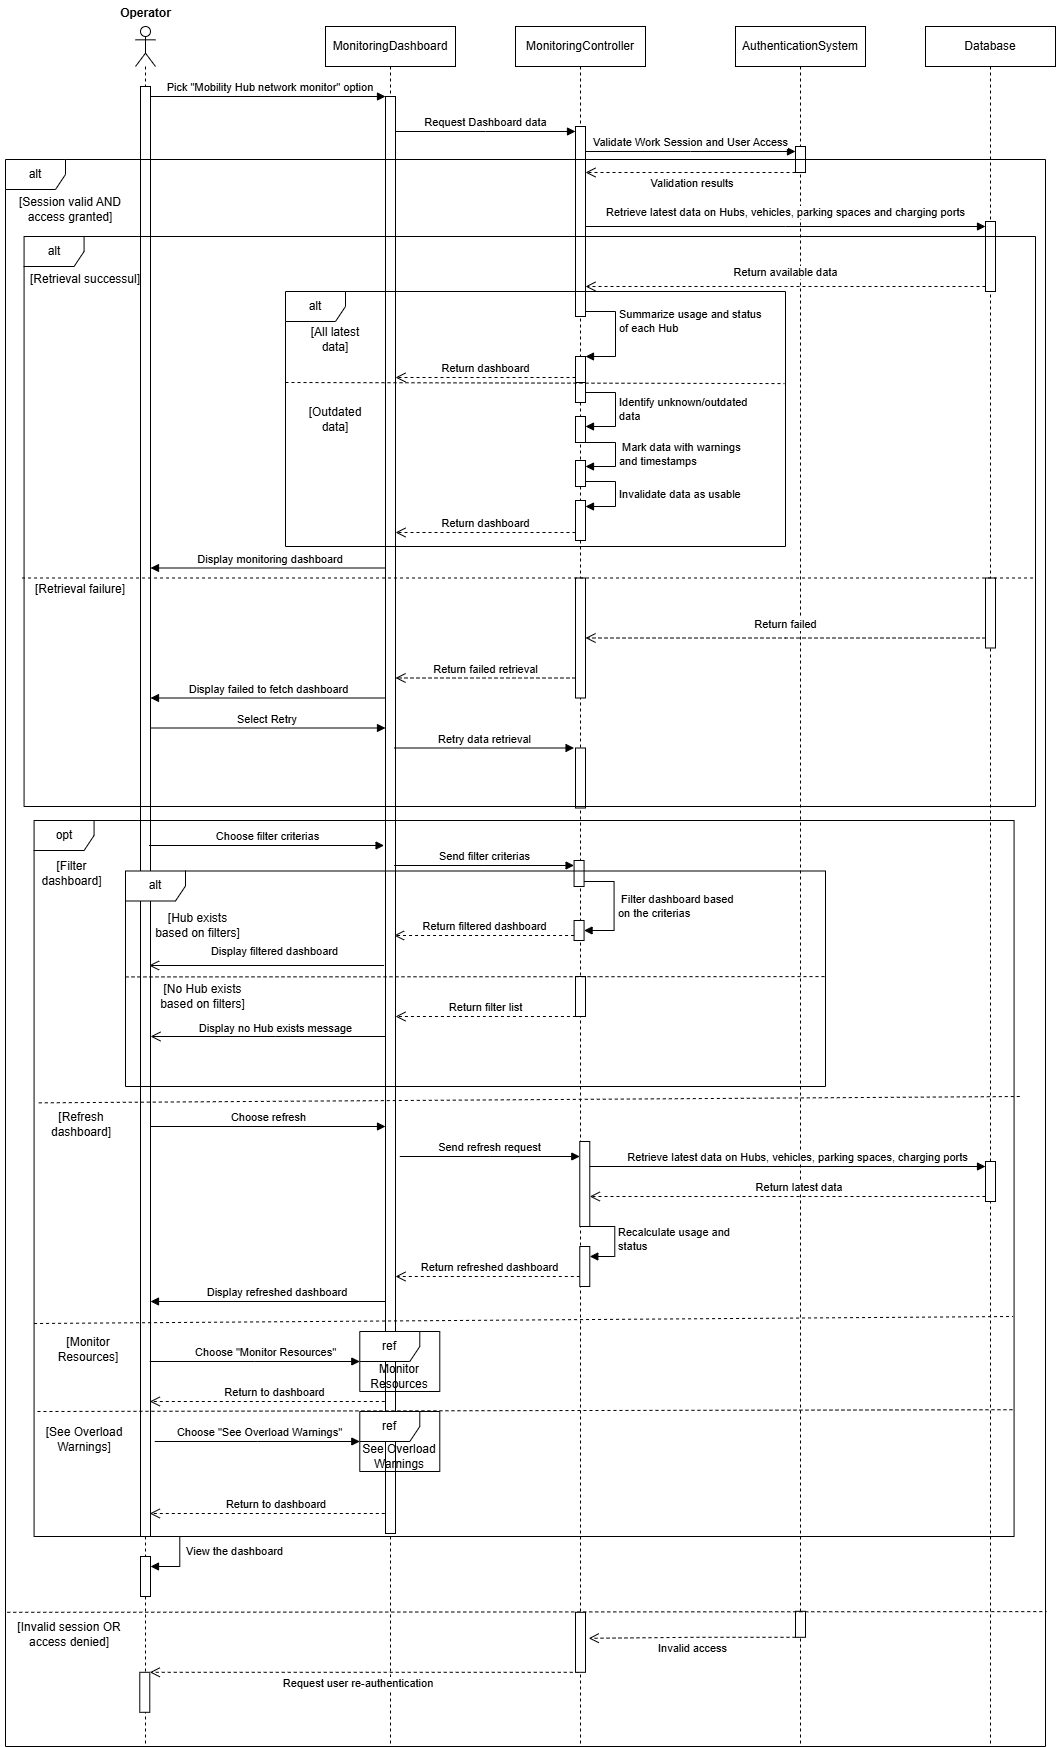 Operator
MonitoringDashboard
MonitoringController
AuthenticationSystem
Database
Pick "Mobility Hub network monitor" option
Request Dashboard data
Validate Work Session and User Access
alt
Validation results
[Session valid AND
access granted]
Retrieve latest data on Hubs, vehicles, parking spaces and charging ports
alt
[Retrieval successul]
Return available data
alt
Summarize usage and status
of each Hub
[All latest
data]
Return dashboard
[Outdated
data]
Identify unknown/outdated
data
Mark data with warnings
and timestamps
Invalidate data as usable
Return dashboard
Display monitoring dashboard
[Retrieval failure]
Return failed
Return failed retrieval
Display failed to fetch dashboard
Select Retry
Retry data retrieval
opt
Choose filter criterias
[Filter
dashboard]
Send filter criterias
alt
Filter dashboard based
on the criterias
[Hub exists
based on filters]
Return filtered dashboard
Display filtered dashboard
[No Hub exists
based on filters]
Return filter list
Display no Hub exists message
[Refresh
dashboard]
Choose refresh
Send refresh request
Retrieve latest data on Hubs, vehicles, parking spaces, charging ports
Return latest data
Recalculate usage and
status
Return refreshed dashboard
Display refreshed dashboard
[Monitor
Resources]
Choose "Monitor Resources"
ref
Monitor
Resources
Return to dashboard
[See Overload
Warnings]
Choose "See Overload Warnings"
ref
See Overload
Warnings
Return to dashboard
View the dashboard
[Invalid session OR
access denied]
Invalid access
Request user re-authentication